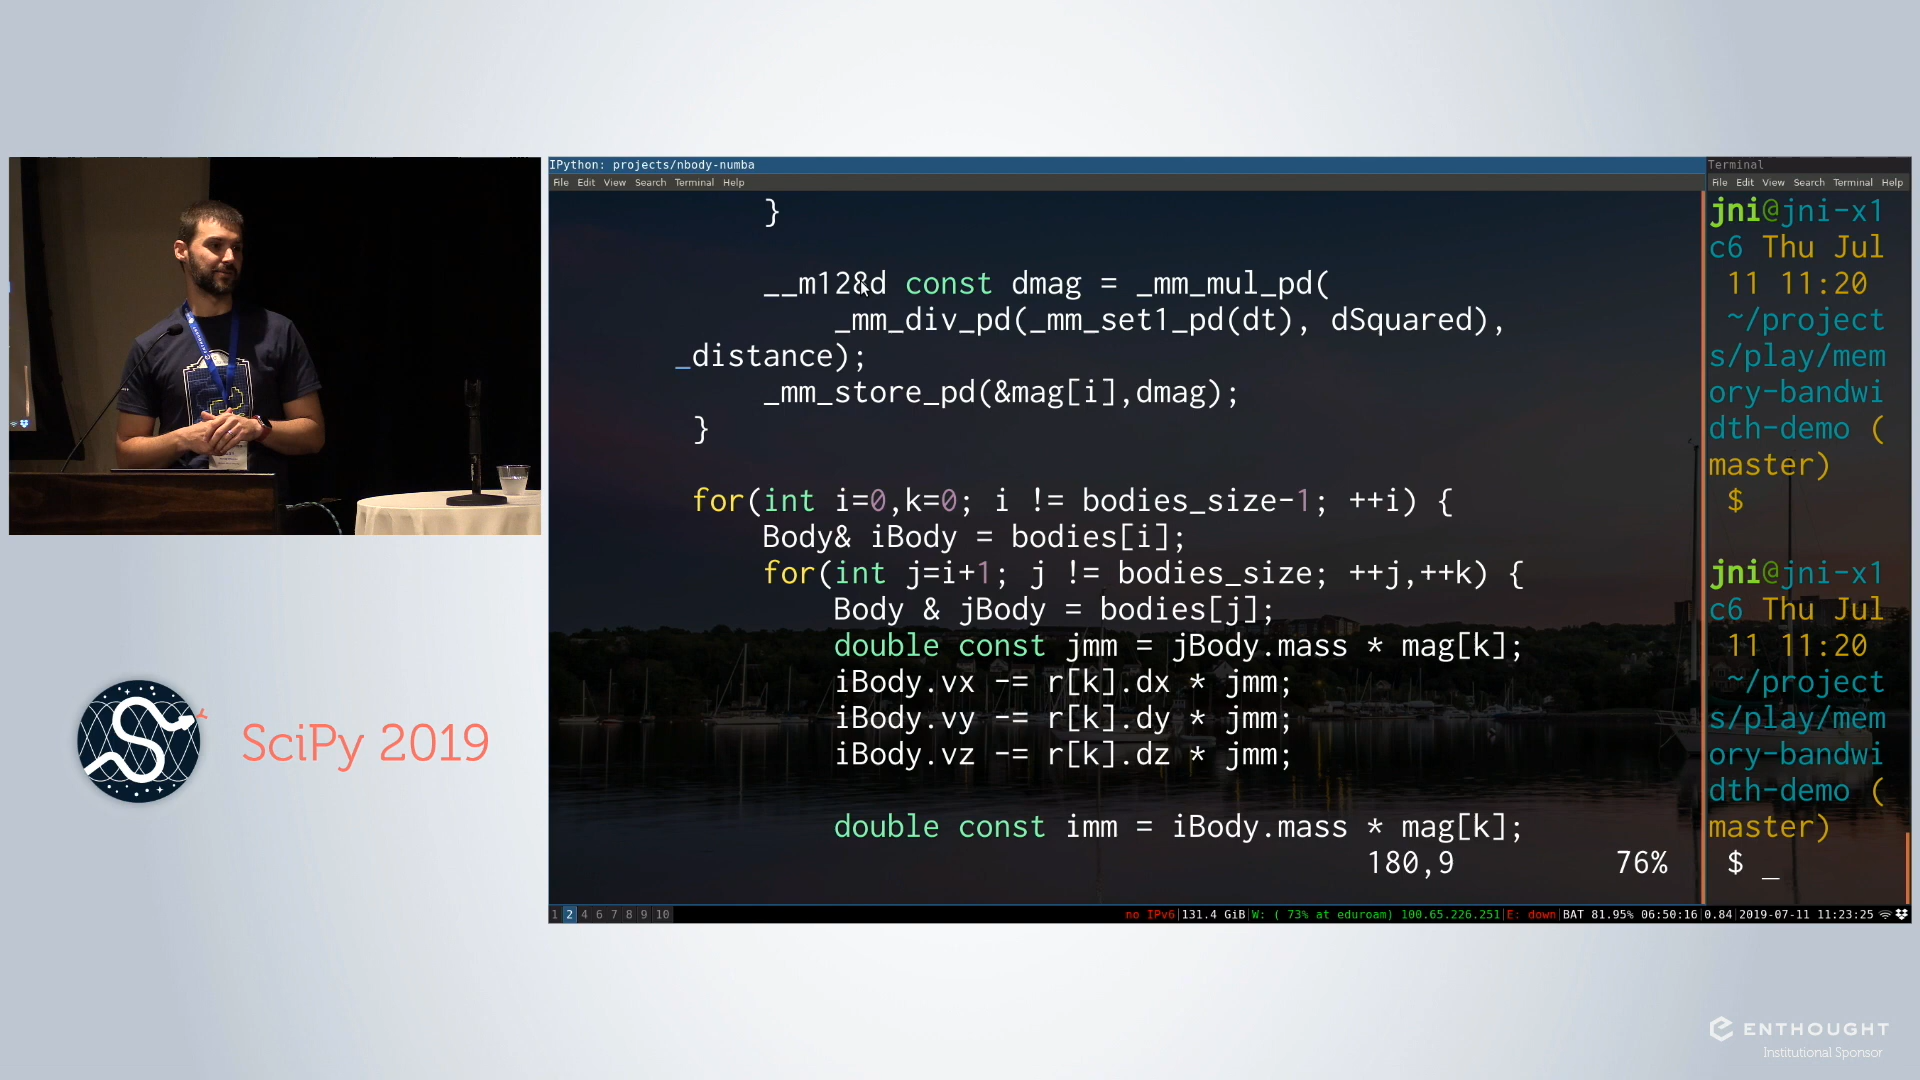 IPython: projects/nbody-numba
File Edit View Search Terminal Help
}
__m128d const dmag = _mm_mul_pd(
_mm_div_pd(_mm_set1_pd(dt), dSquared),
_distance);
_mm_store_pd(&mag[i],dmag);
}
for(int i=0,k=0; i != bodies_size-1; ++i) {
Body& iBody = bodies[i];
for(int j=i+1; j != bodies_size; ++j,++k) {
Body & jBody = bodies[j];
double const jmm = jBody.mass * mag[k];
iBody.vx -= r[k].dx * jmm;
iBody.vy -= r[k].dy * jmm;
iBody.vz -= r[k].dz * jmm;
double const imm = iBody.mass * mag[k];
180,9 76%
Terminal
File Edit View Search Terminal Help
jni@jni-x1
c6 Thu Jul
11 11:20
~/project
s/play/mem
ory-bandwi
dth-demo (
master)
$
jni@jni-x1
c6 Thu Jul
11 11:20
~/project
s/play/mem
ory-bandwi
dth-demo (
master)
$ _
1 2 4 6 7 8 9 10
no IPv6|131.4 GiB|W: ( 73% at eduroam) 100.65.226.251|E: down|BAT 81.95% 06:50:16|0.84|2019-07-11 11:23:25
SciPy 2019
ENTHOUGHT
Institutional Sponsor